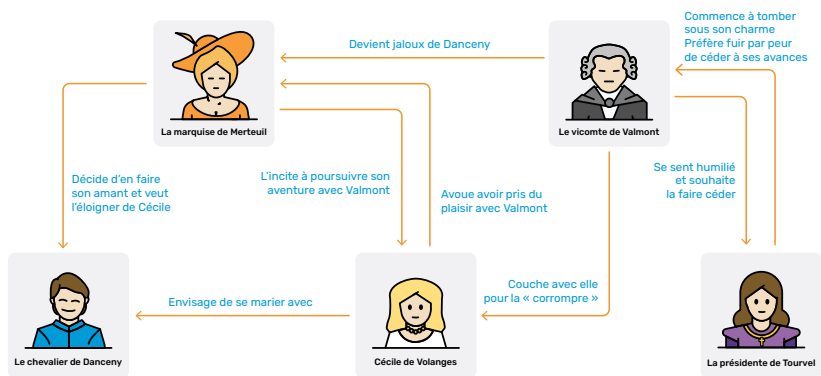 Commence à tomber
sous son charme
Préfère fuir par peur
de céder à ses avances
Devient jaloux de Danceny
La marquise de Merteuil
Le vicomte de Valmont
Décide d'en faire
son amant et veut
l'éloigner de Cécile
L'incite à poursuivre son
aventure avec Valmont
Avoue avoir pris du
plaisir avec Valmont
Se sent humilié
et souhaite
la faire céder
Envisage de se marier avec
Couche avec elle
pour la « corrompre »
Le chevalier de Danceny
Cécile de Volanges
La présidente de Tourvel